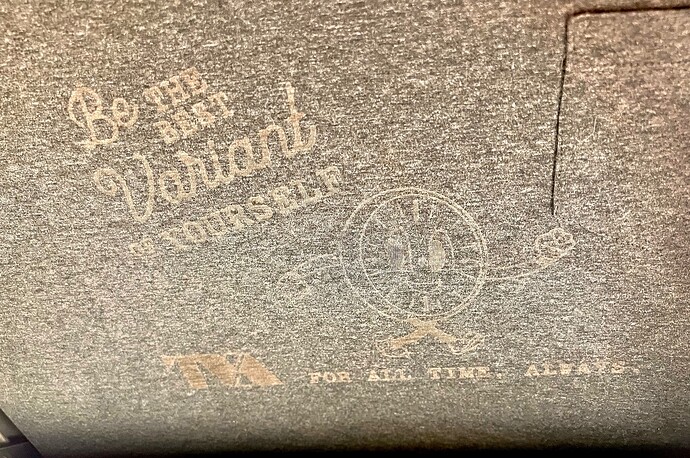 Be THE
BEST
Variant
OF YOURSELF
TVA FOR ALL TIME. ALWAYS.